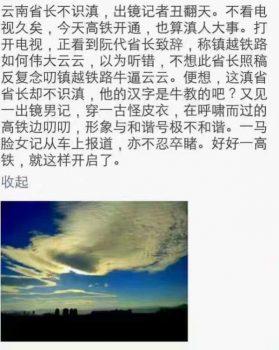 云南省长不识滇，出镜记者丑翻天。不看电
视久矣，今天高铁开通，也算滇人大事。打
开电视，正看到阮代省长致辞，称镇越铁路
如何伟大云云，以为听错，不想此省长照稿
反复念叨镇越铁路牛逼云云。便想，这滇省
省长却不识滇，他的汉字是牛教的吧？又见
一出镜男记，穿一古怪皮衣，在呼啸而过的
高铁边叨叨，形象与和谐号极不和谐。一马
脸女记从车上报道，亦不忍卒睹。好好一高
铁，就这样开启了。
收起